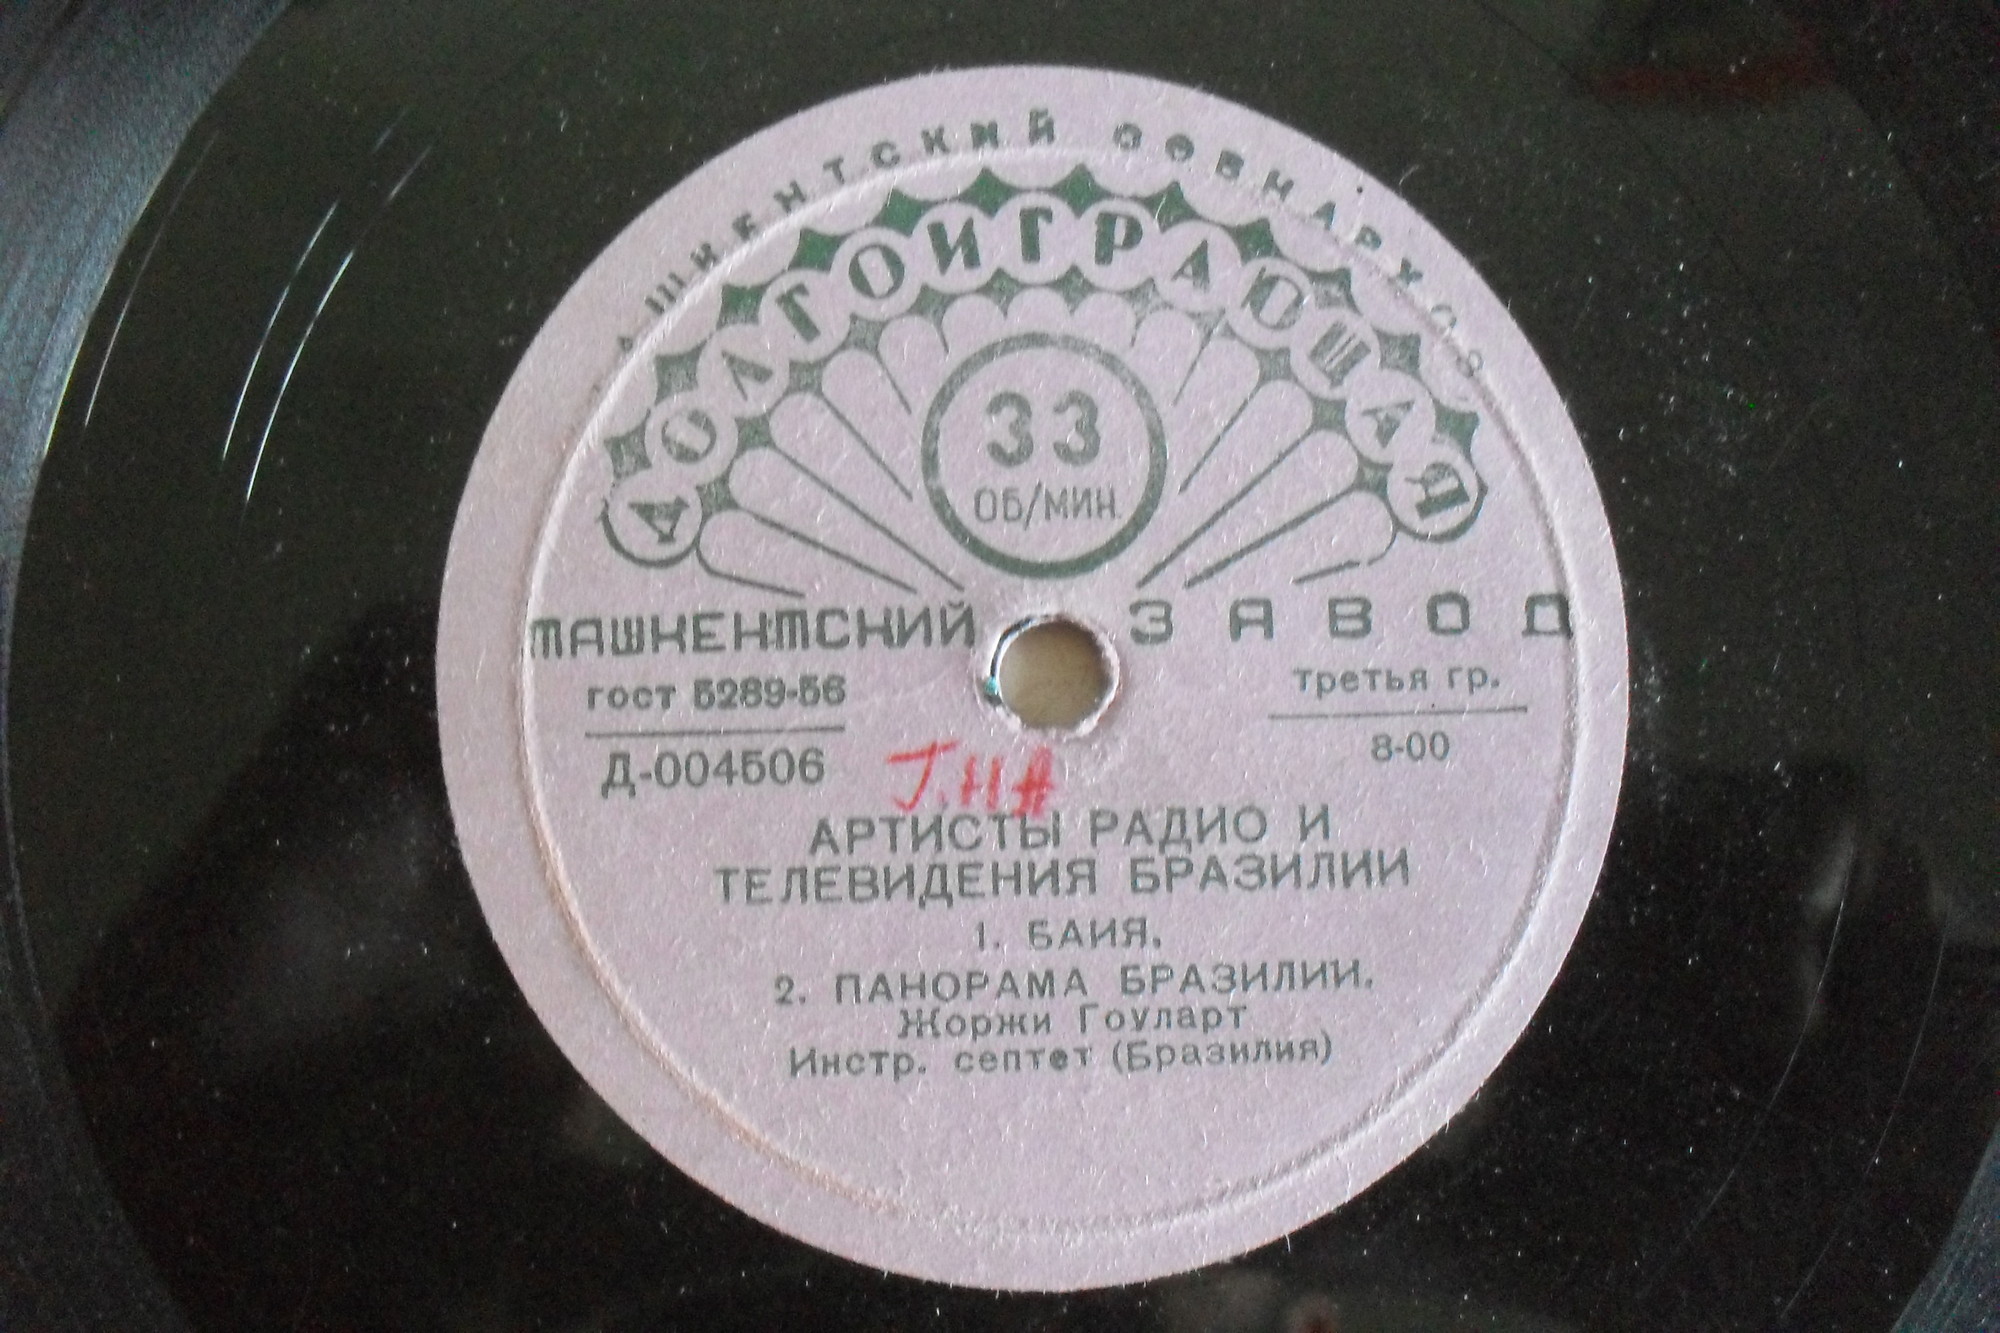 ТАШКЕНТСКИЙ СОВНАРХОЗ
ДОЛГОИГРАЮЩАЯ
33
ОБ/МИН.
ТАШКЕНТСКИЙ ЗАВОД
ГОСТ 5289-56
третья гр.
Д-004506
8-00
АРТИСТЫ РАДИО И
ТЕЛЕВИДЕНИЯ БРАЗИЛИИ
1. БАИЯ.
2. ПАНОРАМА БРАЗИЛИИ.
Жоржи Гоуларт
Инстр. септет (Бразилия)